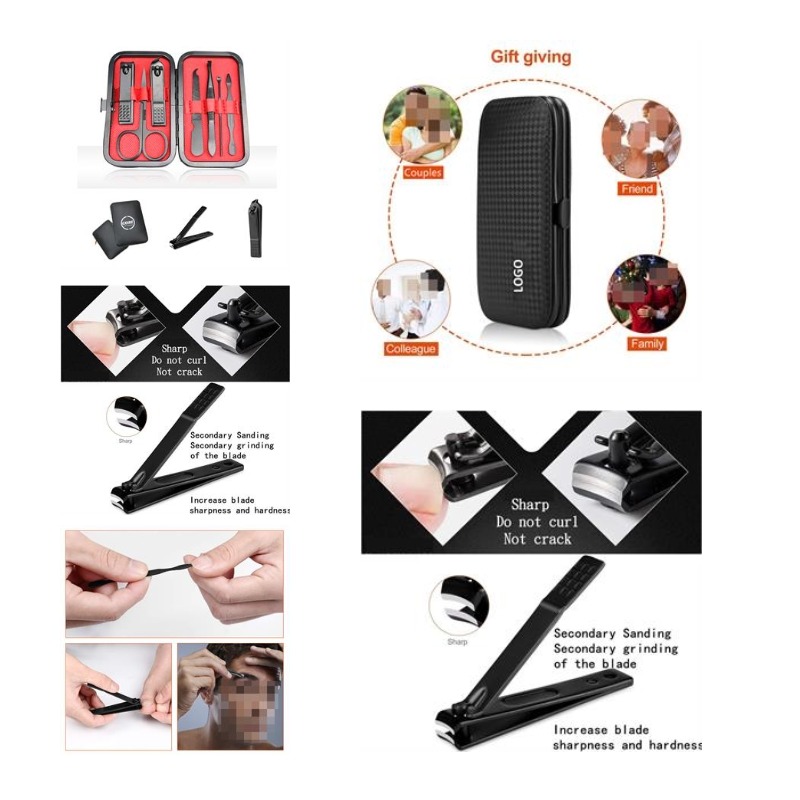 Gift giving
Couples
Friend
LOGO
Colleague
Family
Sharp
Do not curl
Not crack
Sharp
Secondary Sanding
Secondary grinding
of the blade
Increase blade
sharpness and hardness
Sharp
Do not curl
Not crack
Sharp
Secondary Sanding
Secondary grinding
of the blade
Increase blade
sharpness and hardness